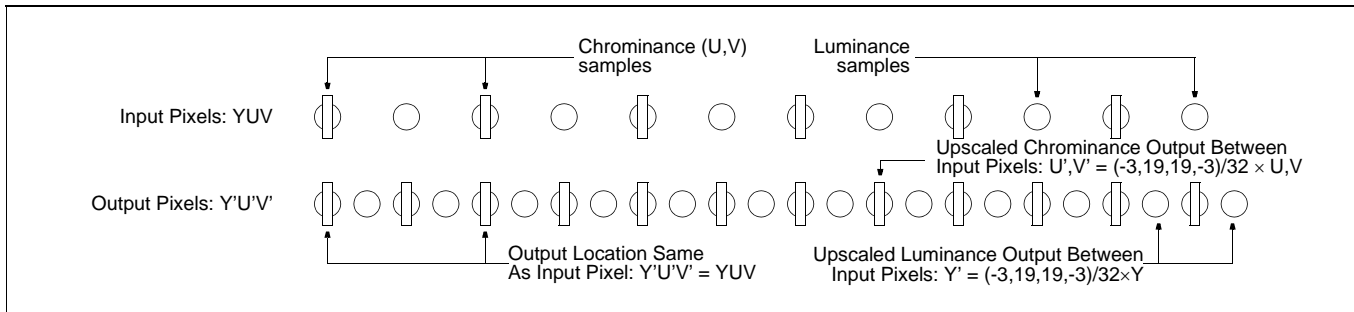 Chrominance (U,V)
samples
Luminance
samples
Input Pixels: YUV
Upscaled Chrominance Output Between
Input Pixels: U',V' = (-3,19,19,-3)/32 × U,V
Output Pixels: Y'U'V'
Output Location Same
As Input Pixel: Y'U'V' = YUV
Upscaled Luminance Output Between
Input Pixels: Y' = (-3,19,19,-3)/32×Y